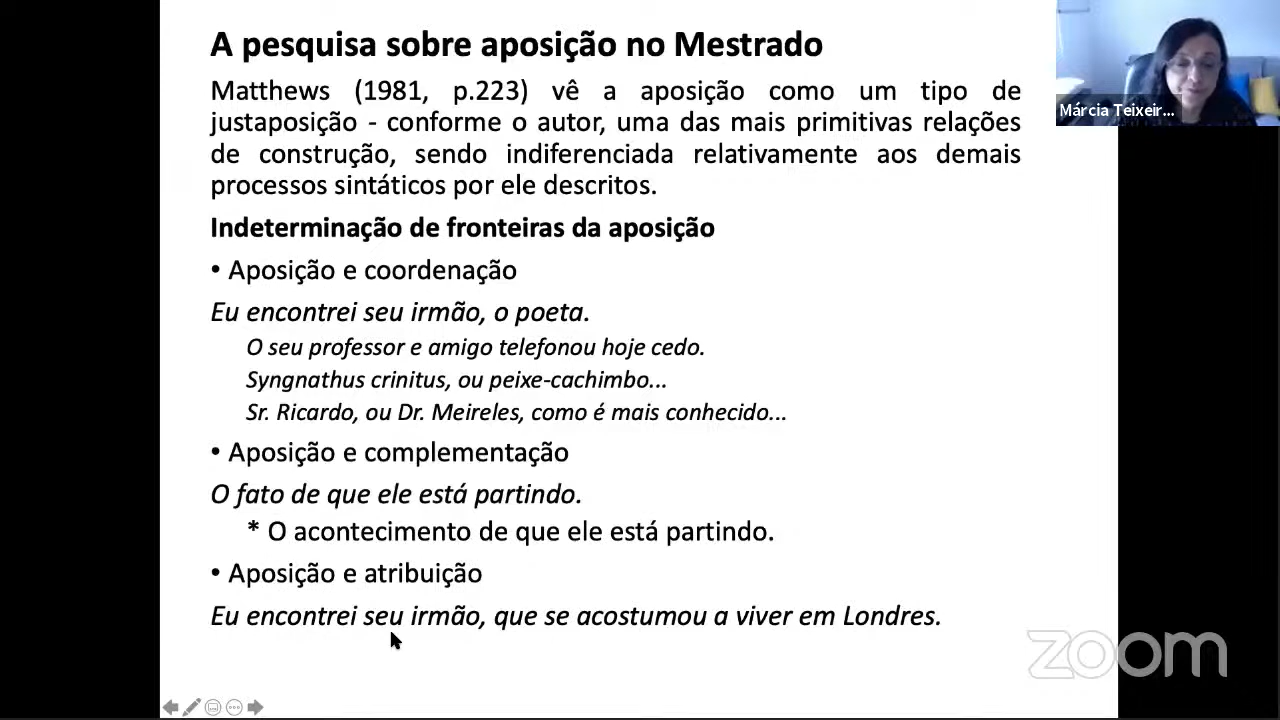 A pesquisa sobre aposição no Mestrado
Matthews (1981, p.223) vê a aposição como um tipo de
justaposição - conforme o autor, uma das mais primitivas relações
de construção, sendo indiferenciada relativamente aos demais
processos sintáticos por ele descritos.
Indeterminação de fronteiras da aposição
• Aposição e coordenação
Eu encontrei seu irmão, o poeta.
O seu professor e amigo telefonou hoje cedo.
Syngnathus crinitus, ou peixe-cachimbo...
Sr. Ricardo, ou Dr. Meireles, como é mais conhecido...
• Aposição e complementação
O fato de que ele está partindo.
* O acontecimento de que ele está partindo.
• Aposição e atribuição
Eu encontrei seu irmão, que se acostumou a viver em Londres.
Márcia Teixeir...
zoom